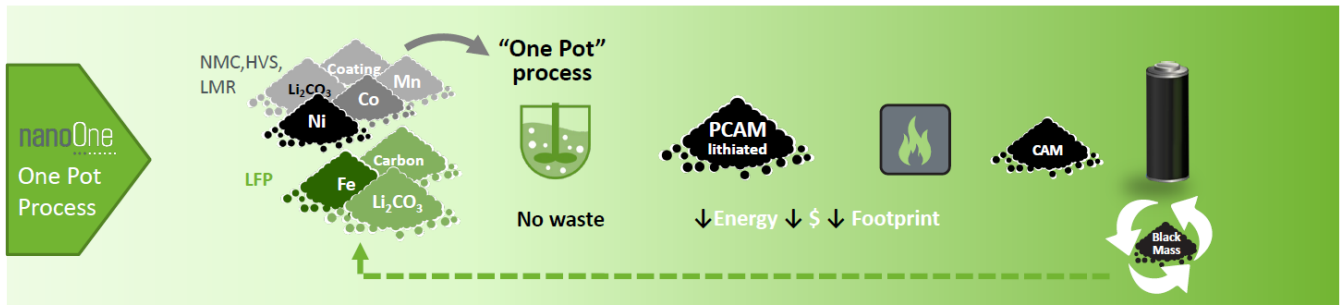 nanoOne
One Pot
Process
NMC,HVS,
LMR
Coating
Mn
Li₂CO₃
Co
Ni
LFP
Carbon
Fe
Li₂CO₃
“One Pot”
process
No waste
PCAM
lithiated
↓Energy ↓ $ ↓ Footprint
CAM
Black
Mass